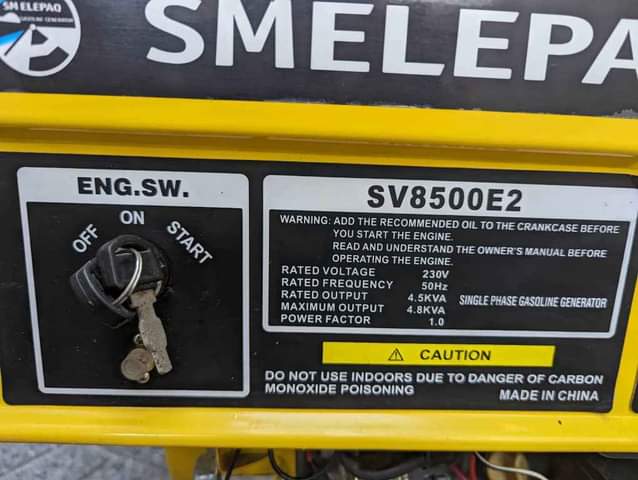 SMELEPAQ
GASOLINE GENERATOR
SMELEPA
ENG.SW.
OFF ON START
SV8500E2
WARNING: ADD THE RECOMMENDED OIL TO THE CRANKCASE BEFORE
YOU START THE ENGINE.
READ AND UNDERSTAND THE OWNER'S MANUAL BEFORE
OPERATING THE ENGINE.
RATED VOLTAGE 230V
RATED FREQUENCY 50Hz
RATED OUTPUT 4.5KVA SINGLE PHASE GASOLINE GENERATOR
MAXIMUM OUTPUT 4.8KVA
POWER FACTOR 1.0
CAUTION
DO NOT USE INDOORS DUE TO DANGER OF CARBON
MONOXIDE POISONING MADE IN CHINA